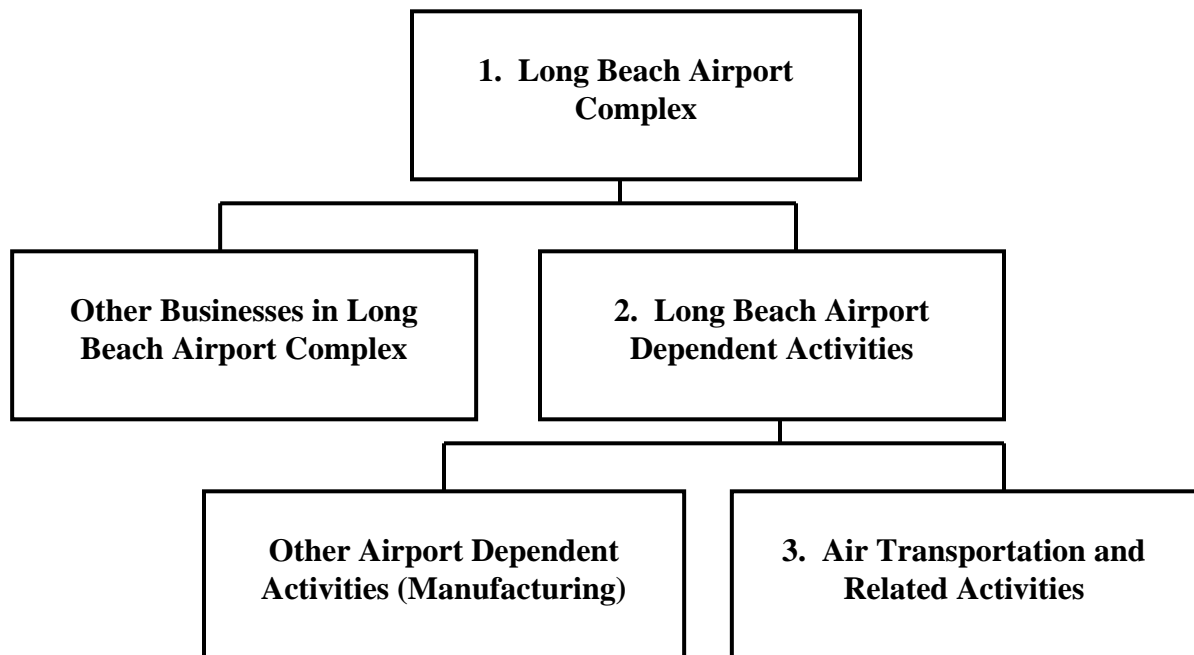 1. Long Beach Airport
Complex
Other Businesses in Long
Beach Airport Complex
2. Long Beach Airport
Dependent Activities
Other Airport Dependent
Activities (Manufacturing)
3. Air Transportation and
Related Activities